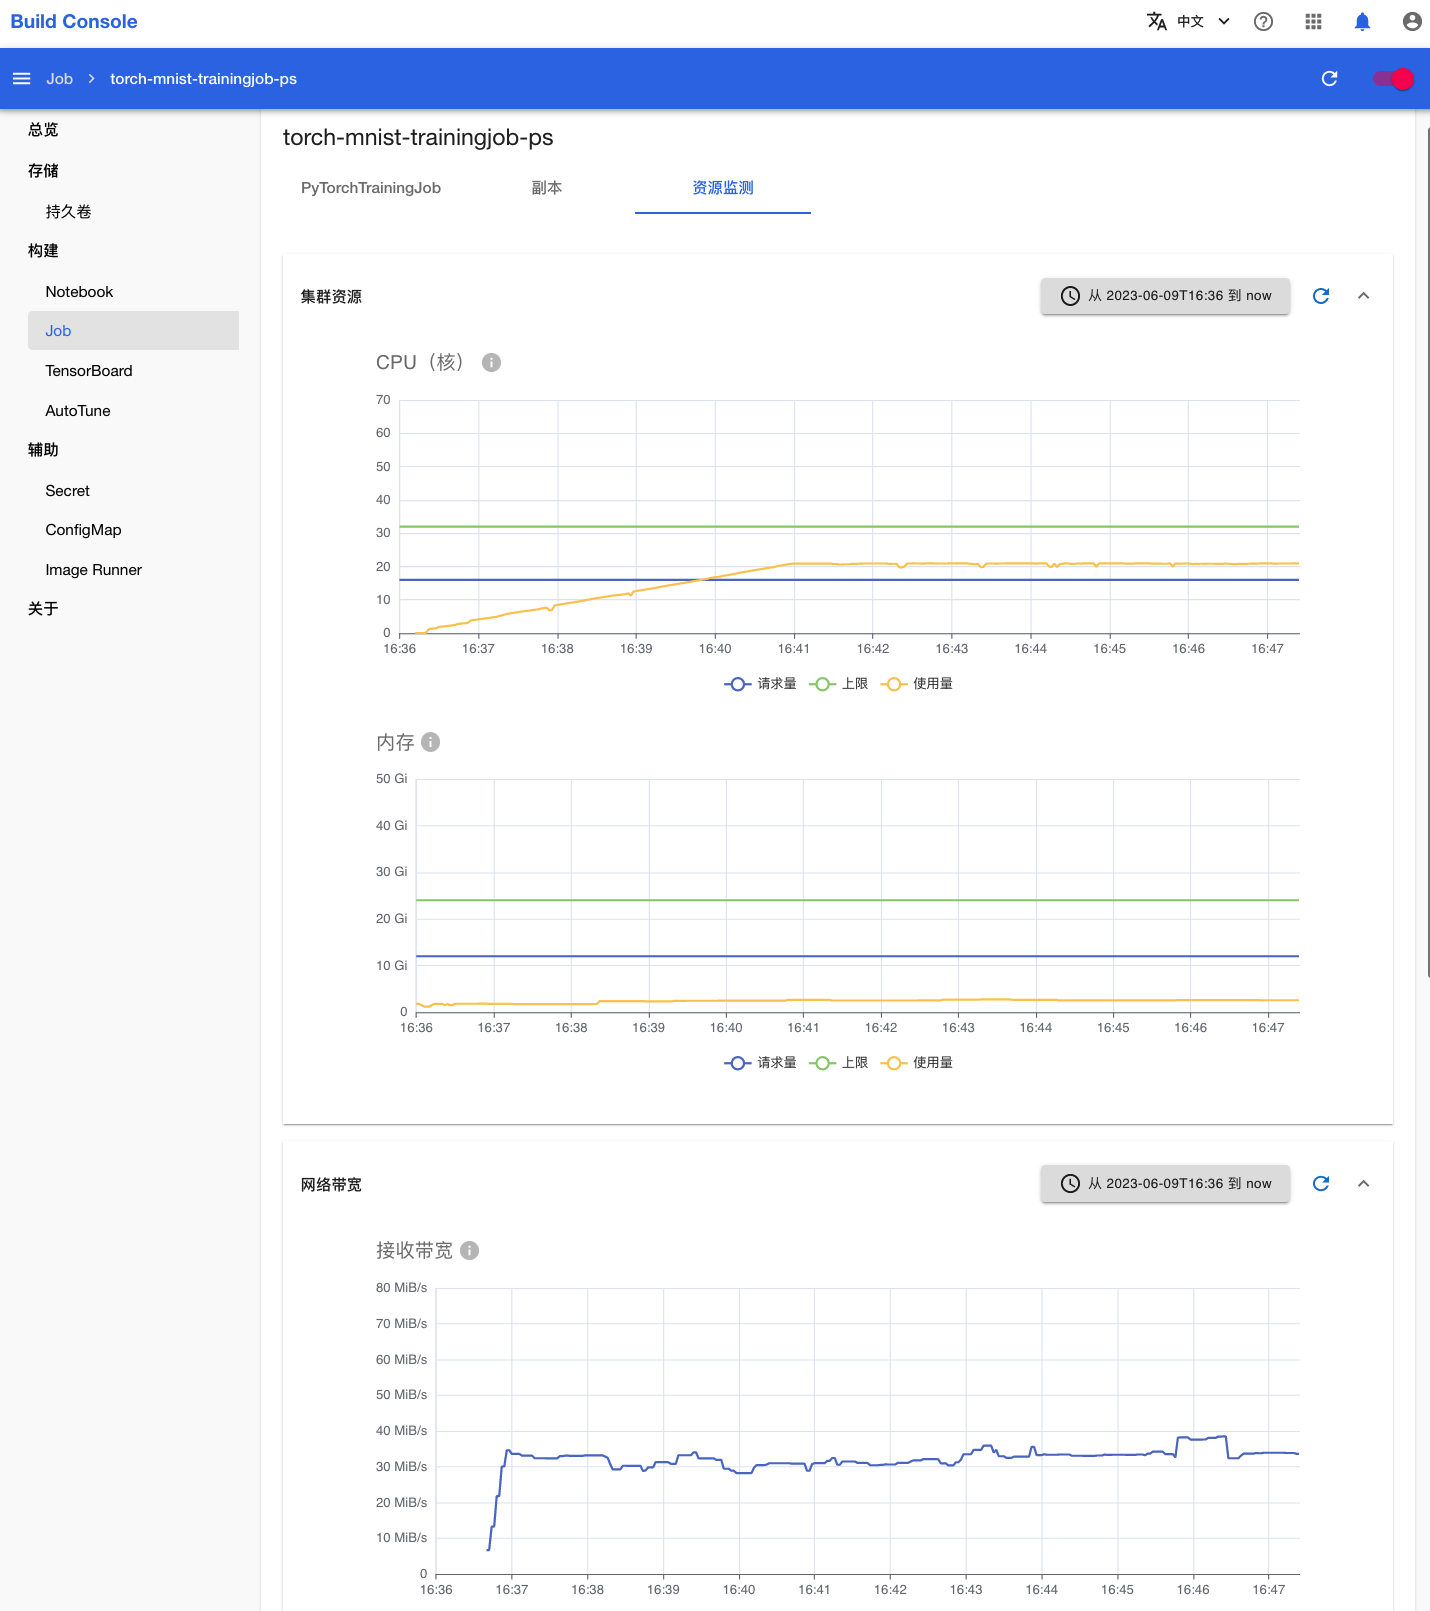 Build Console
中文
Job
torch-mnist-trainingjob-ps
总览
存储
持久卷
构建
Notebook
Job
TensorBoard
AutoTune
辅助
Secret
ConfigMap
Image Runner
关于
torch-mnist-trainingjob-ps
PyTorchTrainingJob
副本
资源监测
集群资源
从 2023-06-09T16:36 到 now
CPU（核）
70
60
50
40
30
20
10
0
16:36 16:37 16:38 16:39 16:40 16:41 16:42 16:43 16:44 16:45 16:46 16:47
请求量 上限 使用量
内存
50 Gi
40 Gi
30 Gi
20 Gi
10 Gi
0
16:36 16:37 16:38 16:39 16:40 16:41 16:42 16:43 16:44 16:45 16:46 16:47
请求量 上限 使用量
网络带宽
从 2023-06-09T16:36 到 now
接收带宽
80 MiB/s
70 MiB/s
60 MiB/s
50 MiB/s
40 MiB/s
30 MiB/s
20 MiB/s
10 MiB/s
0
16:36 16:37 16:38 16:39 16:40 16:41 16:42 16:43 16:44 16:45 16:46 16:47